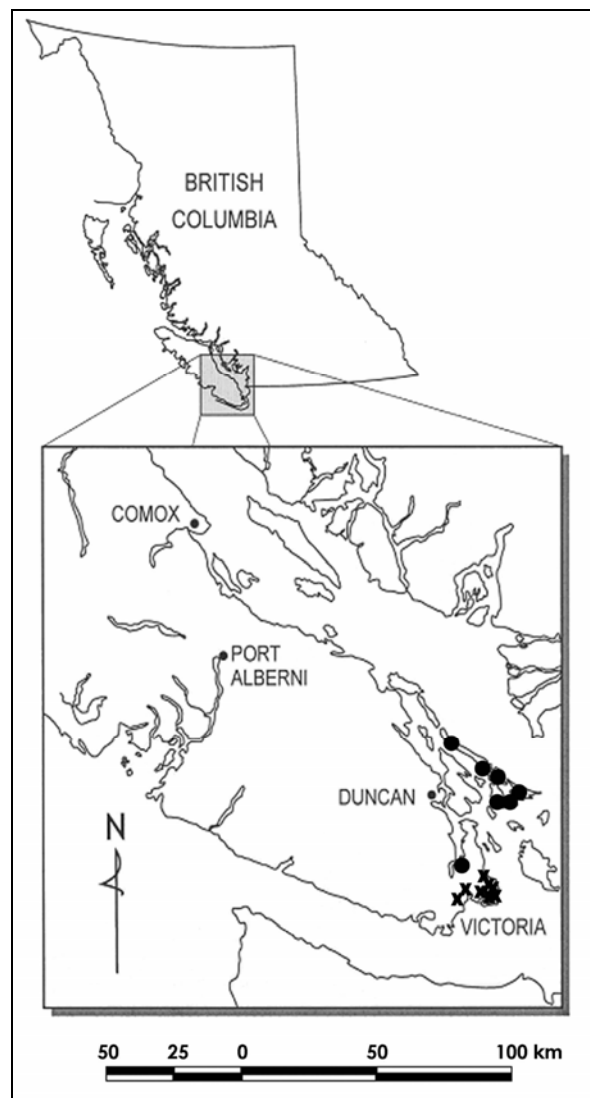 BRITISH
COLUMBIA
COMOX
PORT
ALBERNI
DUNCAN
N
VICTORIA
50 25 0 50 100 km